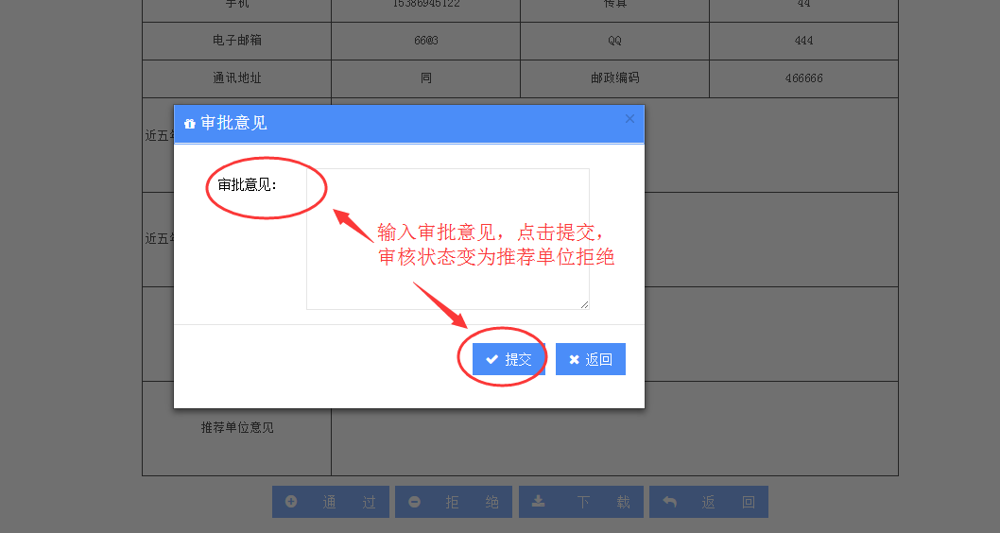 手机 15386945122 传真 44
电子邮箱 66@3 QQ 444
通讯地址 同 邮政编码 466666
审批意见 ×
近五年
审批意见:
输入审批意见，点击提交，
近五年
审核状态变为推荐单位拒绝
提交 返回
推荐单位意见
通 过 拒 绝 下 载 返 回